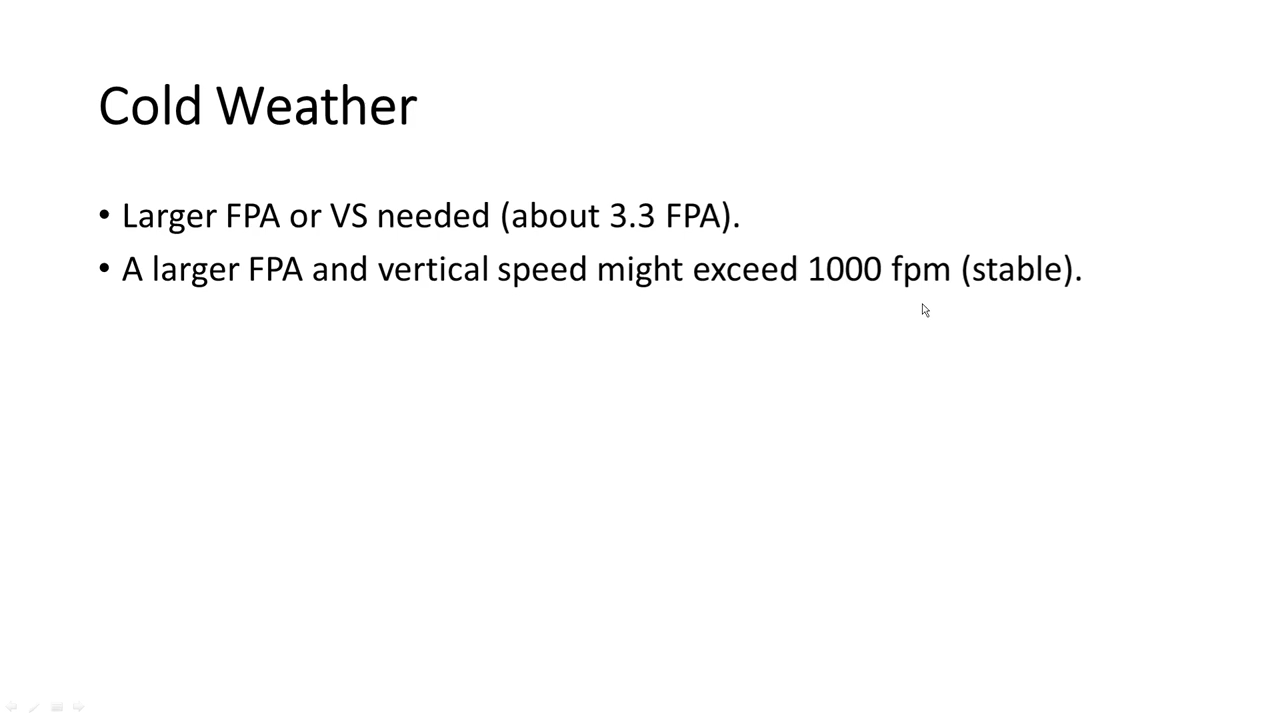 Cold Weather
• Larger FPA or VS needed (about 3.3 FPA).
• A larger FPA and vertical speed might exceed 1000 fpm (stable).